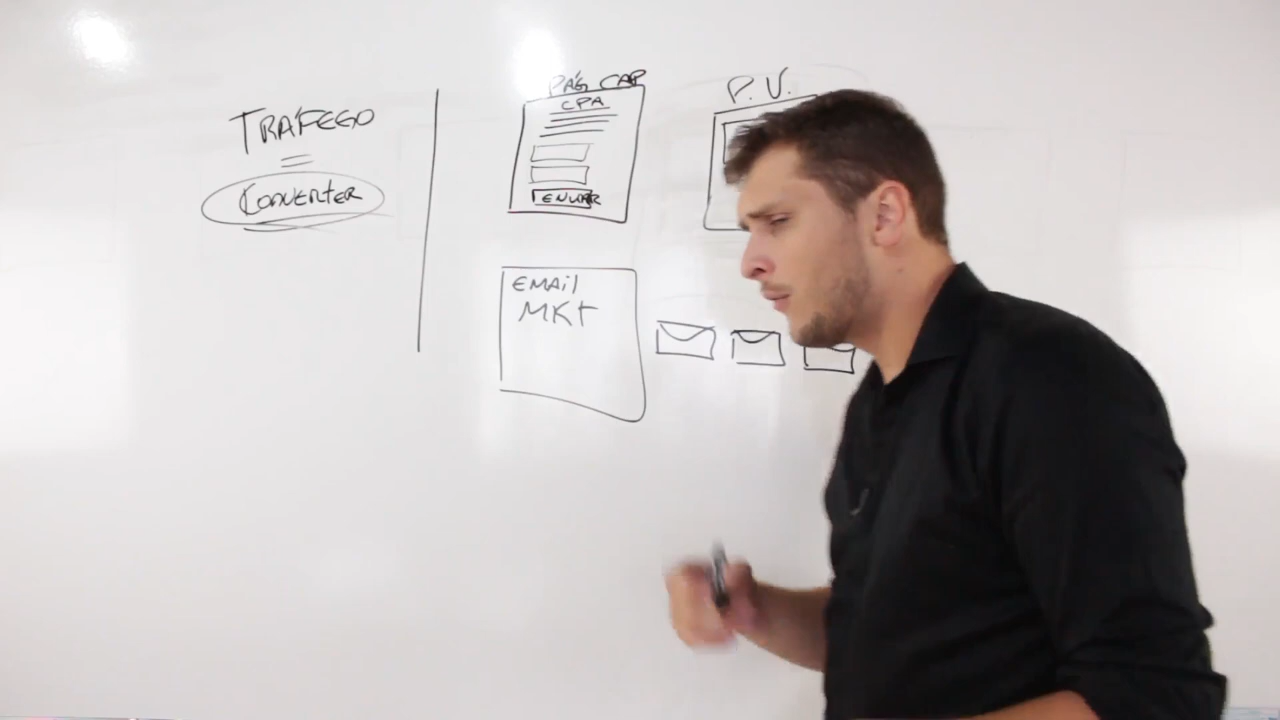 TRÁFEGO
=
CONVERTER
PÁG CAP
CPA
ENVIAR
P.V.
EMAil
MKT